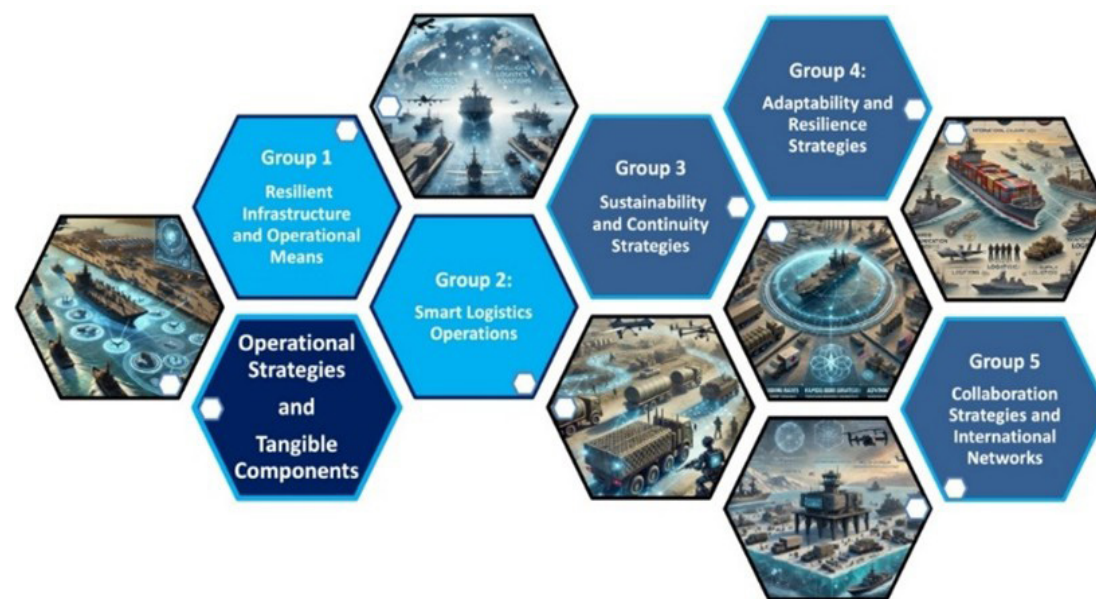 Group 1
Resilient
Infrastructure
and Operational
Means
Operational
Strategies
and
Tangible
Components
Group 2:
Smart Logistics
Operations
Group 3
Sustainability
and Continuity
Strategies
Group 4:
Adaptability and
Resilience
Strategies
Group 5
Collaboration
Strategies and
International
Networks